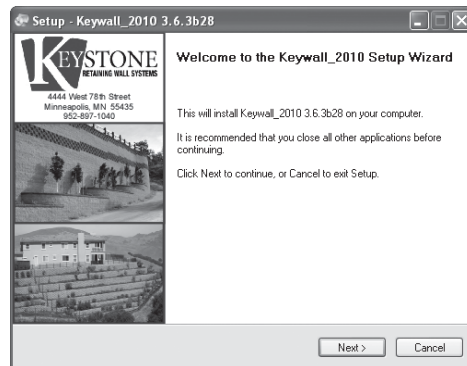 Setup - Keywall_2010 3.6.3b28
KEYSTONE
RETAINING WALL SYSTEMS
4444 West 78th Street
Minneapolis, MN 55435
952-897-1040
Welcome to the Keywall_2010 Setup Wizard
This will install Keywall_2010 3.6.3b28 on your computer.
It is recommended that you close all other applications before
continuing.
Click Next to continue, or Cancel to exit Setup.
Next >
Cancel